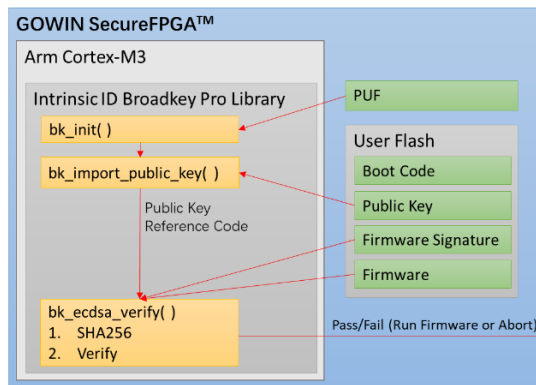 GOWIN SecureFPGA™
Arm Cortex-M3
Intrinsic ID Broadkey Pro Library
bk_init( )
bk_import_public_key( )
Public Key
Reference Code
bk_ecdsa_verify( )
1. SHA256
2. Verify
PUF
User Flash
Boot Code
Public Key
Firmware Signature
Firmware
Pass/Fail (Run Firmware or Abort)